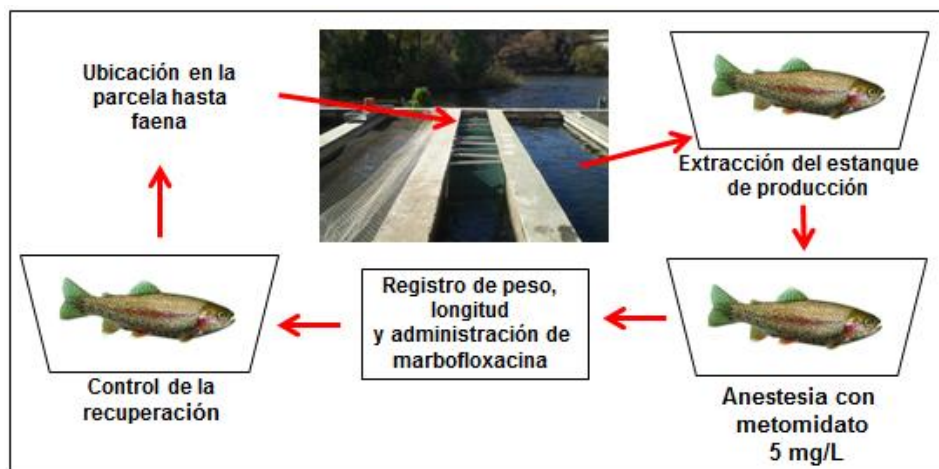 Ubicación en la
parcela hasta
faena
Extracción del estanque
de producción
Registro de peso,
longitud
y administración de
marbofloxacina
Control de la
recuperación
Anestesia con
metomidato
5 mg/L